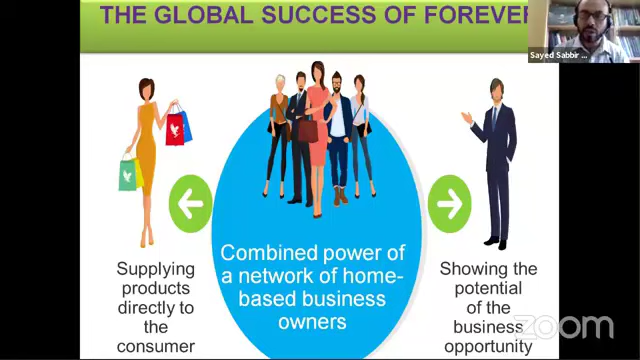 THE GLOBAL SUCCESS OF FOREVER
Sayed Sabbir ...
Combined power of
a network of home-
based business
owners
Supplying
products
directly to
the
consumer
Showing the
potential
of the
business
opportunity
zoom